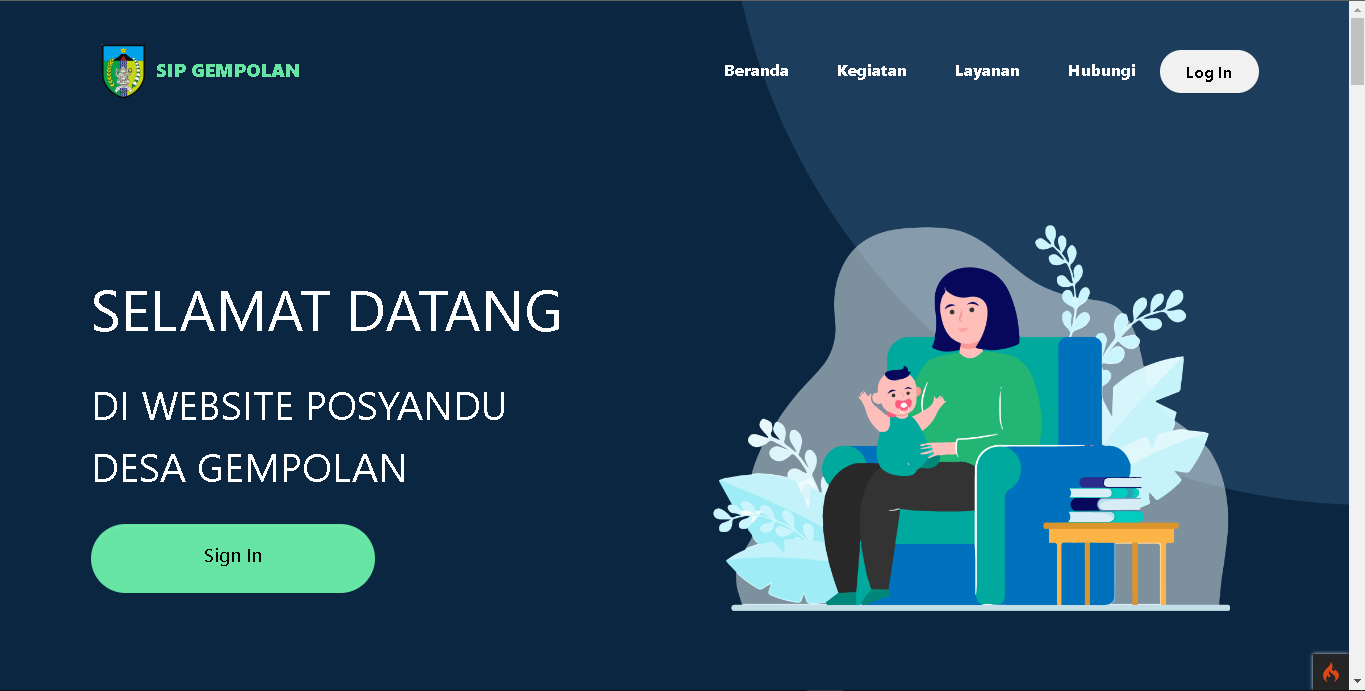 SIP GEMPOLAN
Beranda Kegiatan Layanan Hubungi Log In
SELAMAT DATANG
DI WEBSITE POSYANDU
DESA GEMPOLAN
Sign In